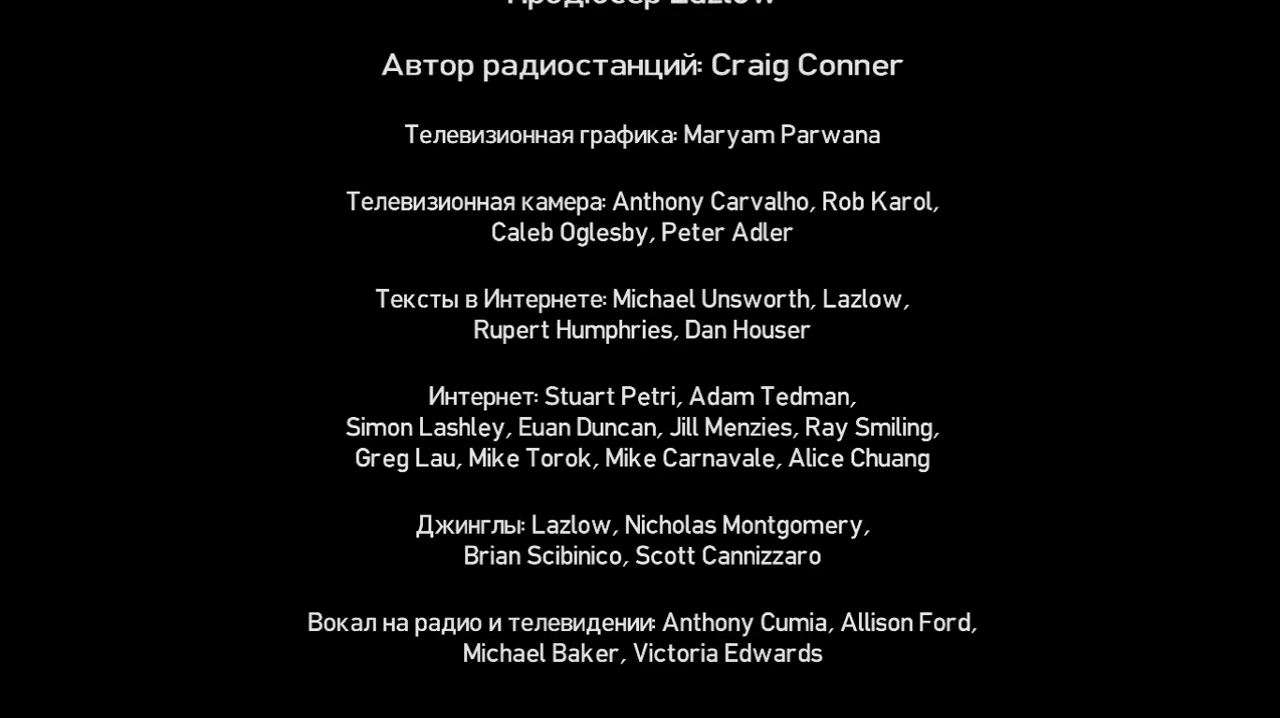 Продюсер Lazlow
Автор радиостанций: Craig Conner
Телевизионная графика: Maryam Parwana
Телевизионная камера: Anthony Carvalho, Rob Karol,
Caleb Oglesby, Peter Adler
Тексты в Интернете: Michael Unsworth, Lazlow,
Rupert Humphries, Dan Houser
Интернет: Stuart Petri, Adam Tedman,
Simon Lashley, Euan Duncan, Jill Menzies, Ray Smiling,
Greg Lau, Mike Torok, Mike Carnavale, Alice Chuang
Джинглы: Lazlow, Nicholas Montgomery,
Brian Scibinico, Scott Cannizzaro
Вокал на радио и телевидении: Anthony Cumia, Allison Ford,
Michael Baker, Victoria Edwards